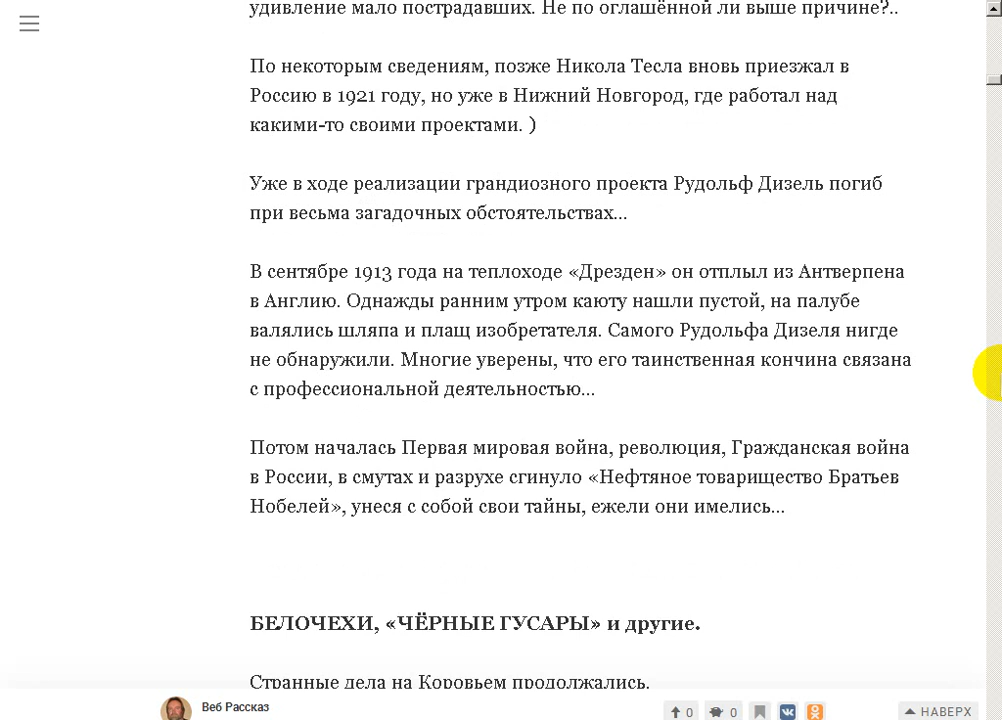 удивление мало пострадавших. Не по оглашённой ли выше причине?..
По некоторым сведениям, позже Никола Тесла вновь приезжал в
Россию в 1921 году, но уже в Нижний Новгород, где работал над
какими-то своими проектами. )
Уже в ходе реализации грандиозного проекта Рудольф Дизель погиб
при весьма загадочных обстоятельствах...
В сентябре 1913 года на теплоходе «Дрезден» он отплыл из Антверпена
в Англию. Однажды ранним утром каюту нашли пустой, на палубе
валялись шляпа и плащ изобретателя. Самого Рудольфа Дизеля нигде
не обнаружили. Многие уверены, что его таинственная кончина связана
с профессиональной деятельностью...
Потом началась Первая мировая война, революция, Гражданская война
в России, в смутах и разрухе сгинуло «Нефтяное товарищество Братьев
Нобелей», унеся с собой свои тайны, ежели они имелись...
БЕЛОЧЕХИ, «ЧЁРНЫЕ ГУСАРЫ» и другие.
Странные дела на Коровьем продолжались.
Веб Рассказ
0
0
НАВЕРХ